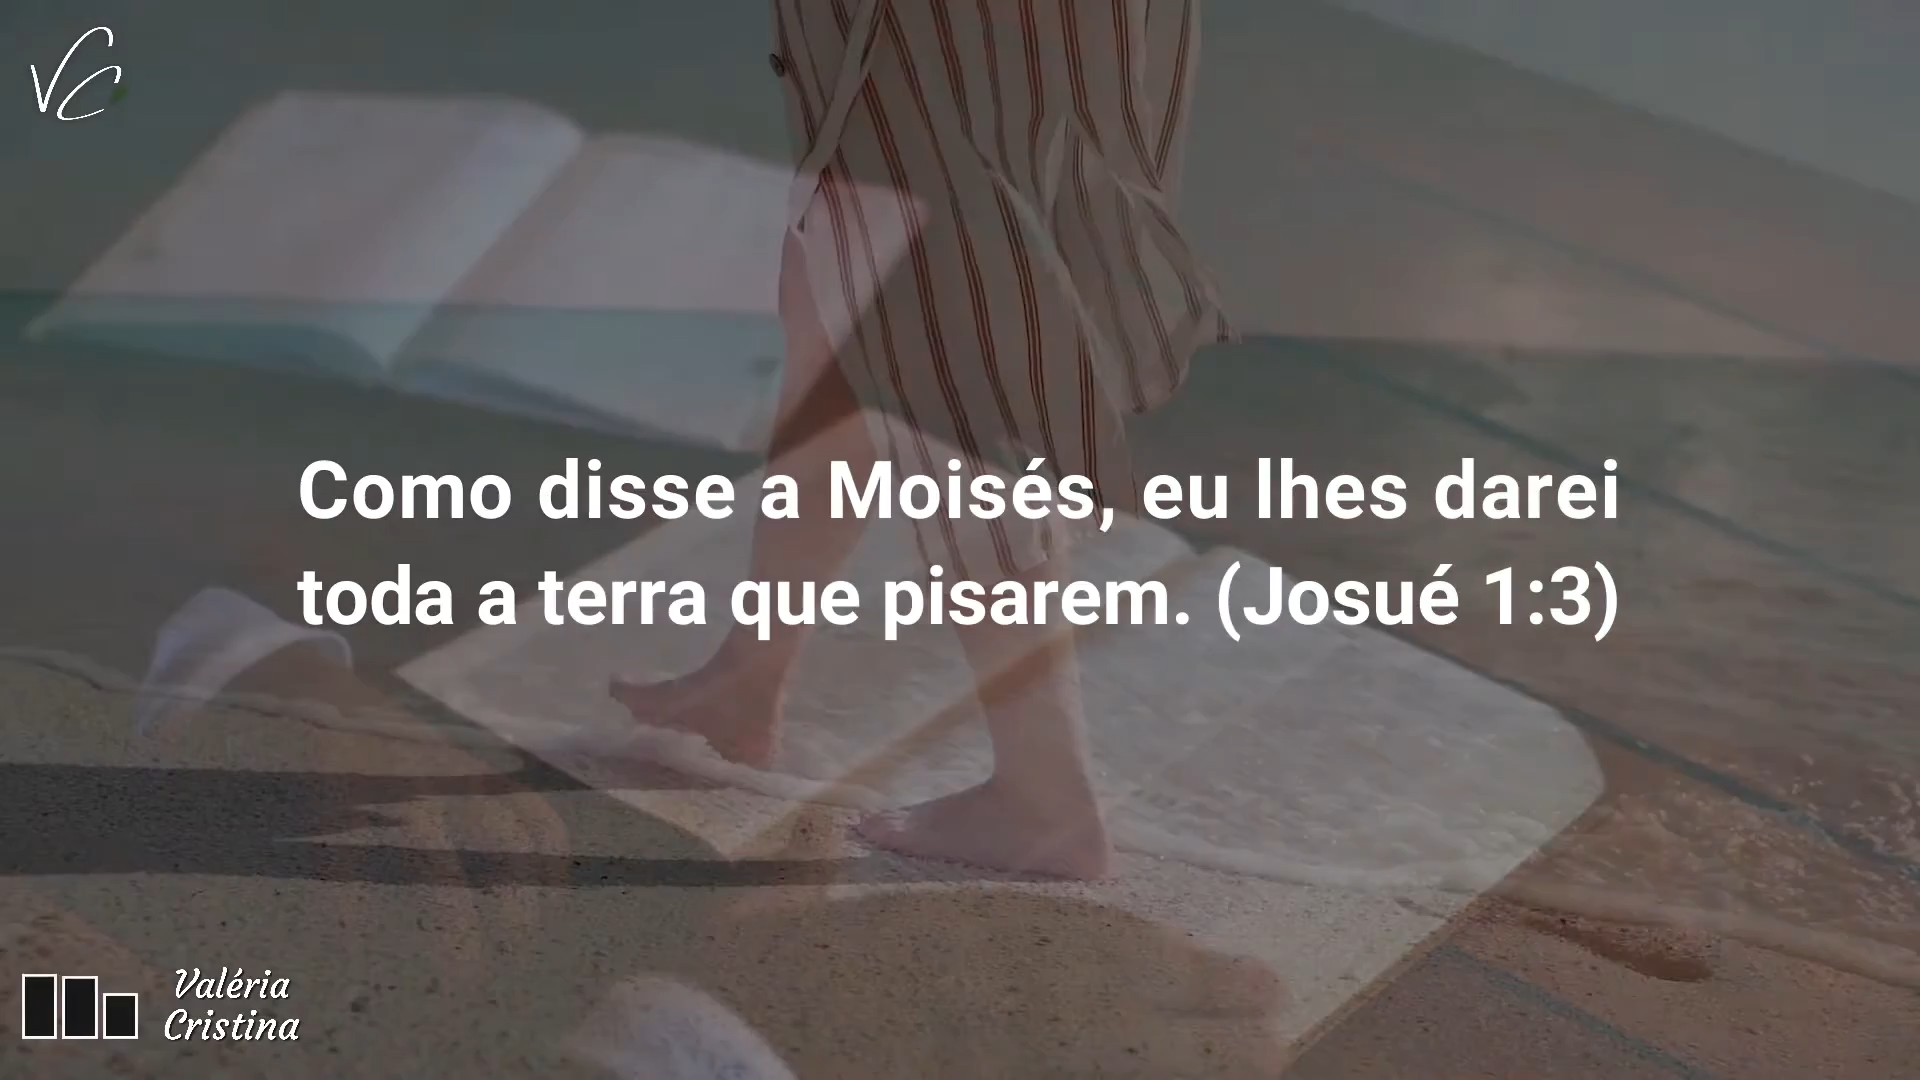 VC
Como disse a Moisés, eu lhes darei
toda a terra que pisarem. (Josué 1:3)
Valéria
Cristina